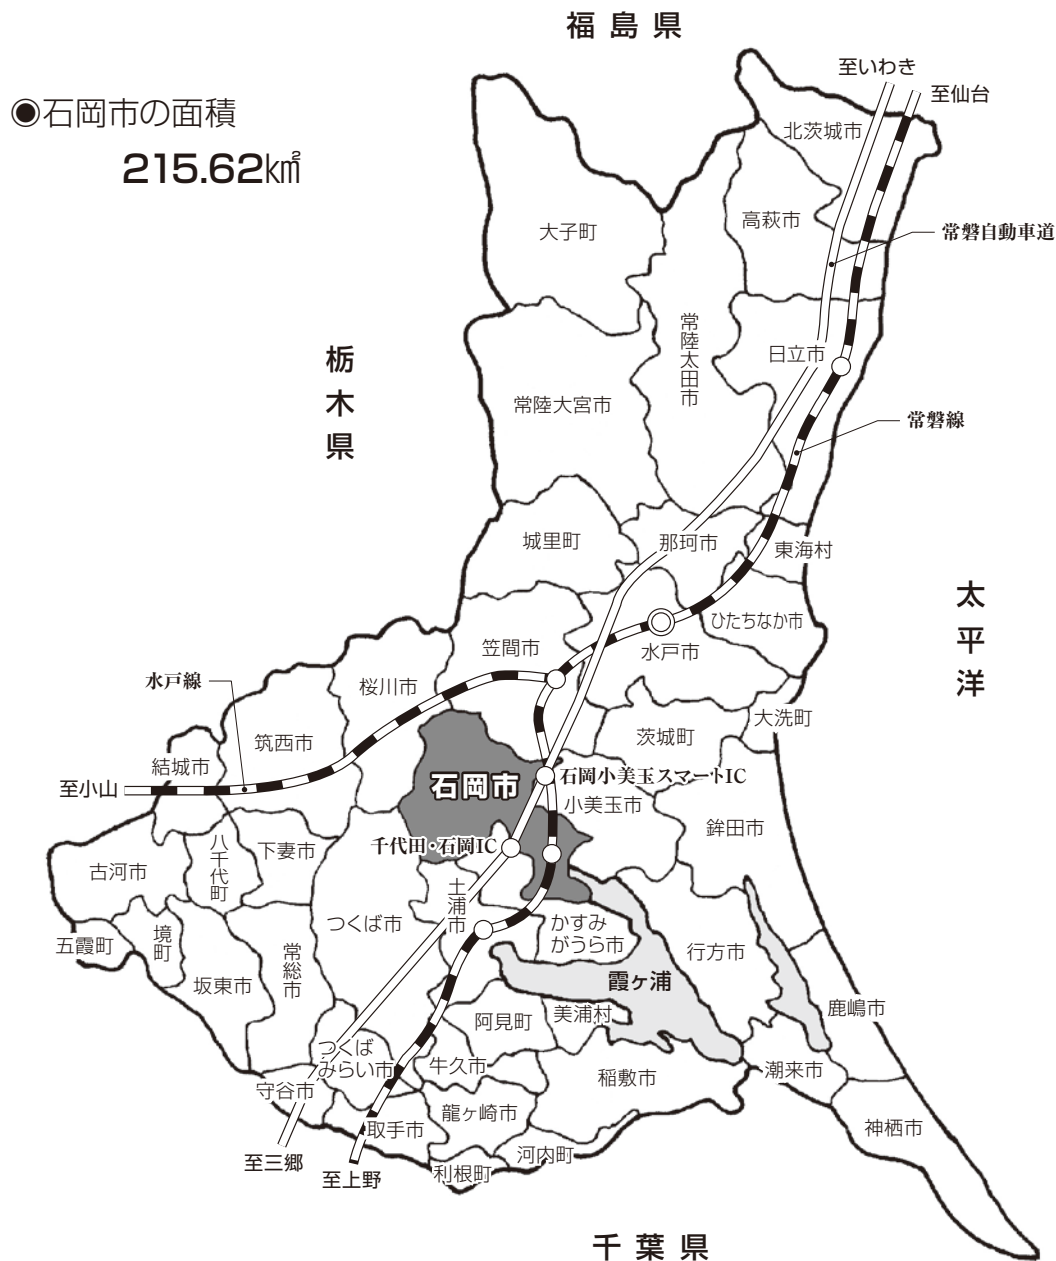 福島県
◉石岡市の面積
215.62㎢
至いわき
至仙台
北茨城市
大子町
高萩市
常磐自動車道
常陸太田市
日立市
栃木県
常陸大宮市
常磐線
城里町
那珂市
東海村
太平洋
ひたちなか市
笠間市
水戸市
水戸線
桜川市
大洗町
筑西市
茨城町
結城市
石岡市
石岡小美玉スマートIC
至小山
小美玉市
鉾田市
千代田・石岡IC
八千代町
下妻市
古河市
土浦市
つくば市
かすみ
がうら市
五霞町
境町
常総市
行方市
坂東市
霞ヶ浦
鹿嶋市
阿見町
美浦村
つくば
みらい市
牛久市
稲敷市
潮来市
守谷市
龍ヶ崎市
取手市
神栖市
至三郷
河内町
至上野
利根町
千葉県